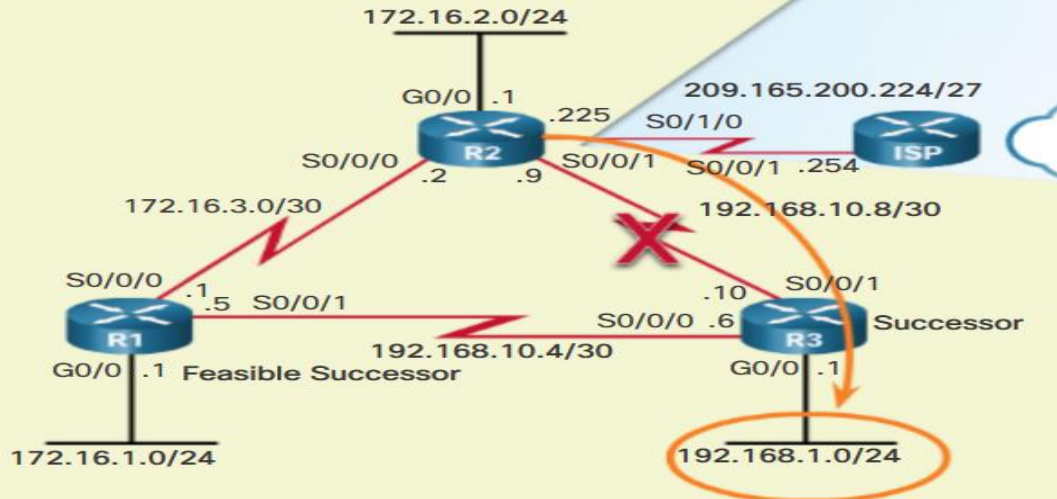 172.16.2.0/24
209.165.200.224/27
G0/0 .1
.225 S0/1/0
R2
ISP
S0/0/0 .2
.9 S0/0/1
S0/0/1 .254
172.16.3.0/30
192.168.10.8/30
S0/0/0 .1
.5 S0/0/1
.10 S0/0/1
S0/0/0 .6
R1
R3
Successor
192.168.10.4/30
G0/0 .1
Feasible Successor
G0/0 .1
172.16.1.0/24
192.168.1.0/24